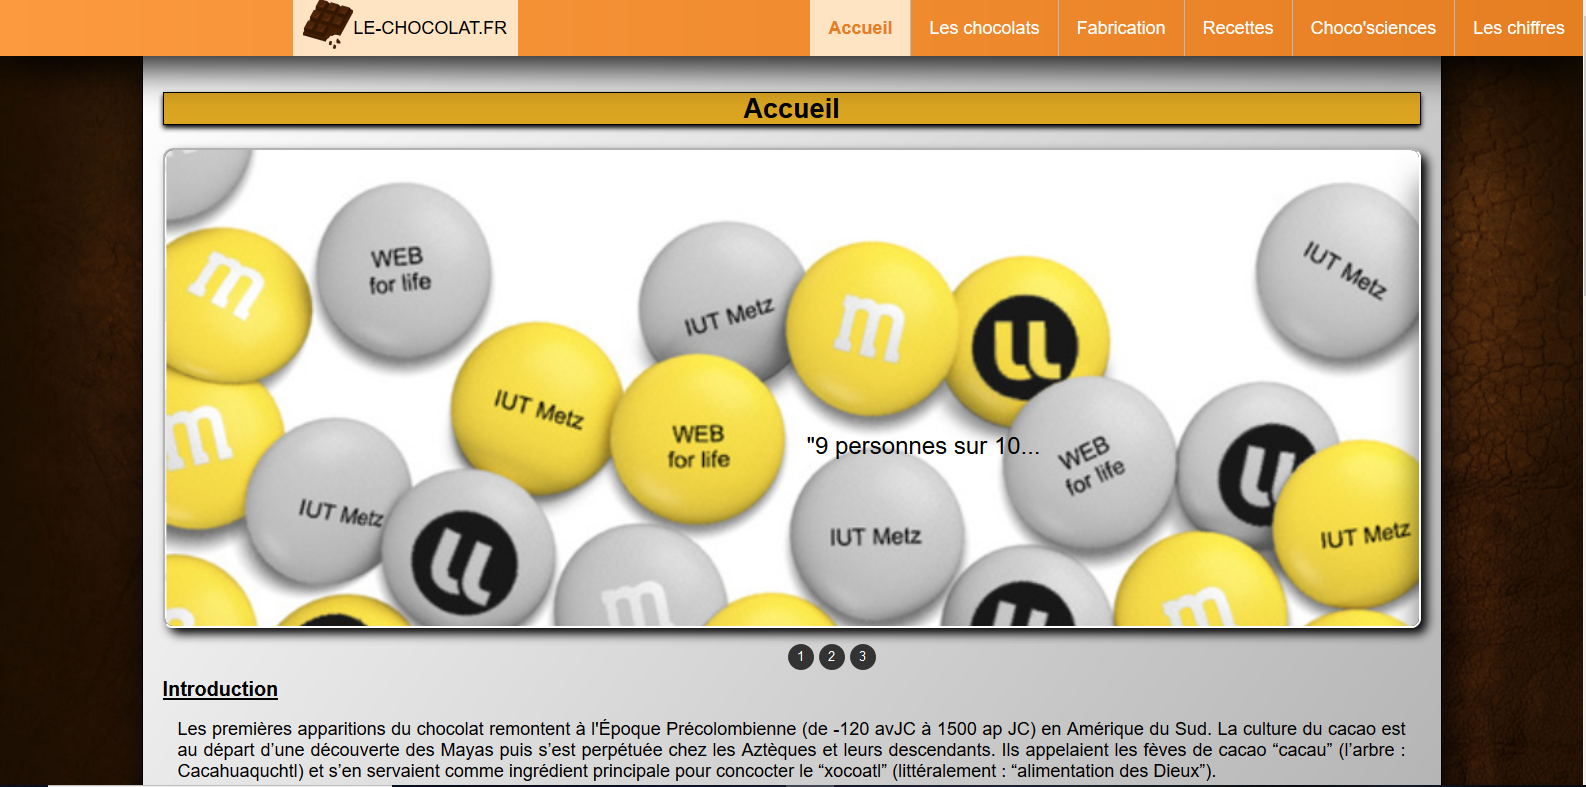 LE-CHOCOLAT.FR
Accueil
Les chocolats
Fabrication
Recettes
Choco'sciences
Les chiffres
Accueil
m
WEB
for life
IUT Metz
m
IUT Metz
m
IUT Metz
WEB
for life
"9 personnes sur 10...
WEB
for life
IUT Metz
IUT Metz
IUT Metz
m
m
1 2 3
Introduction
Les premières apparitions du chocolat remontent à l'Époque Précolombienne (de -120 avJC à 1500 ap JC) en Amérique du Sud. La culture du cacao est
au départ d’une découverte des Mayas puis s’est perpétuée chez les Aztèques et leurs descendants. Ils appelaient les fèves de cacao “cacau” (l’arbre :
Cacahuaquchtl) et s’en servaient comme ingrédient principale pour concocter le “xocoatl” (littéralement : “alimentation des Dieux”).